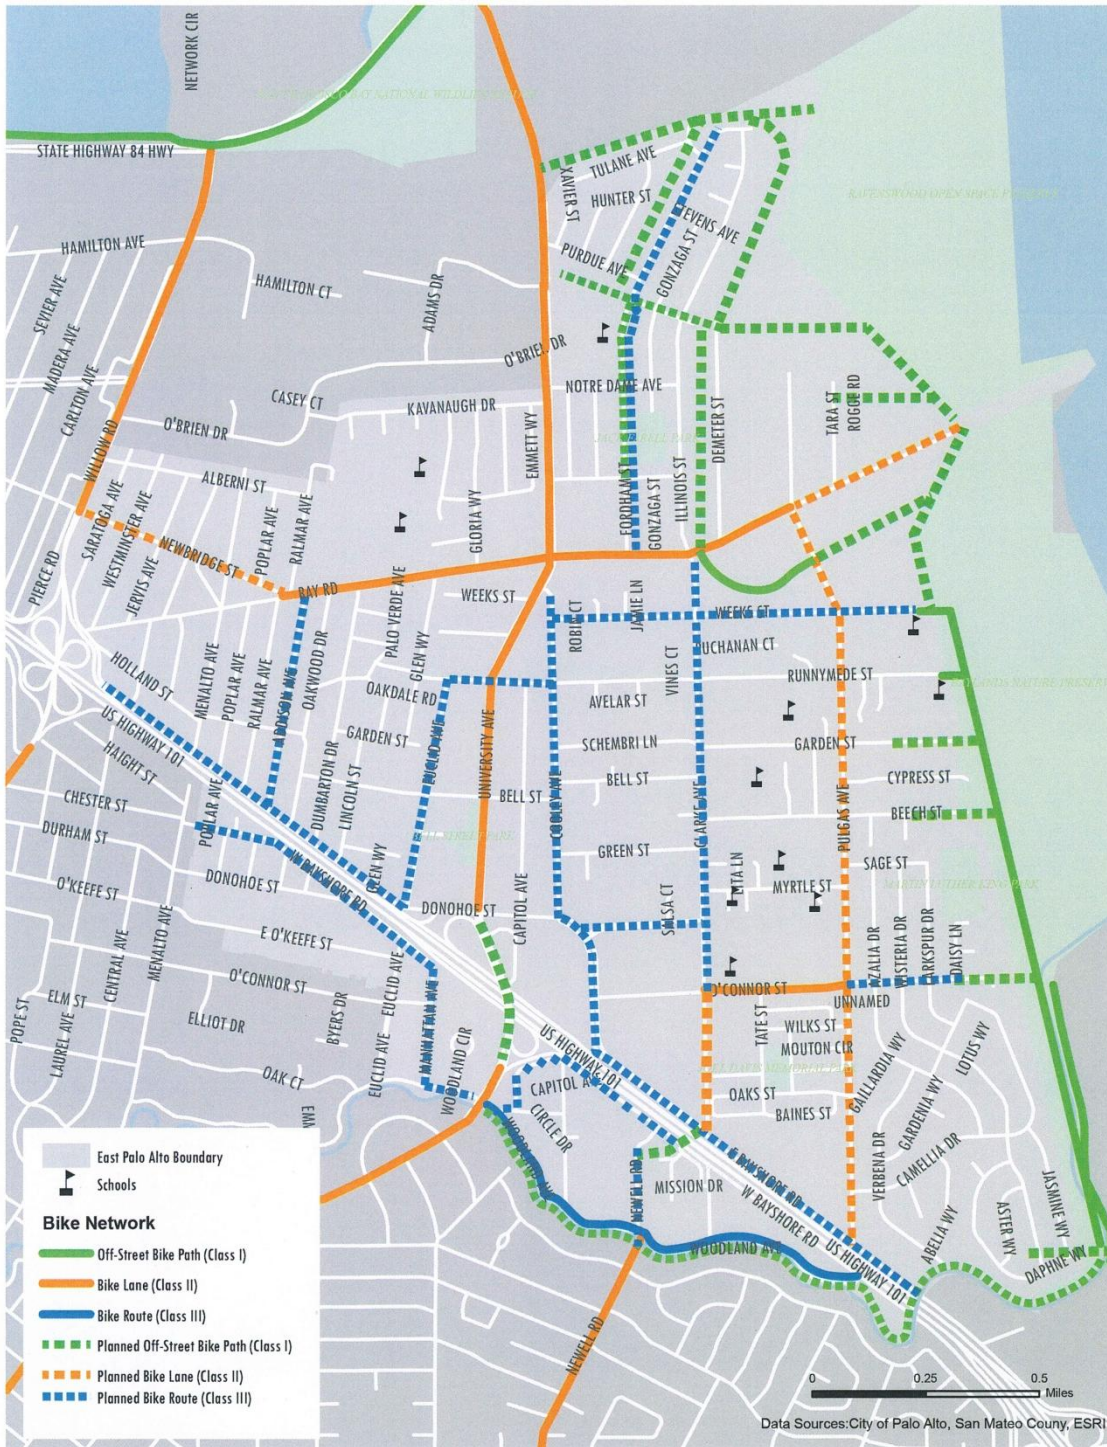 NETWORK CIR
STATE HIGHWAY 84 HWY
TULANE AVE
XAVIER ST
HUNTER ST
STEVENS AVE
PURDUE AVE
GONZAGA ST
HAMILTON AVE
HAMILTON CT
ADAMS DR
SEVIER AVE
MADERA AVE
CARLTON AVE
WILLOW RD
O'BRIEN DR
NOTRE DAME AVE
CASEY CT
KAVANAUGH DR
O'BRIEN DR
EMMETT WY
DEMETER ST
TARA ST
ROGGE RD
ALBERNI ST
SARATOGA AVE
WESTMINSTER AVE
JERVIS AVE
NEWBRIDGE ST
POPLAR AVE
RALMAR AVE
GLORIA WY
FORDHAM ST
GONZAGA ST
ILLINOIS ST
PIERCE RD
BAY RD
PALO VERDE AVE
WEEKS ST
ROBIN CT
JAMIE LN
WEEKS ST
BUCHANAN CT
HOLLAND ST
MENALTO AVE
POPLAR AVE
RALMAR AVE
ADDISON AVE
OAKWOOD DR
GLEN WY
OAKDALE RD
VINES CT
AVELAR ST
RUNNYMEDE ST
US HIGHWAY 101
HAIGHT ST
GARDEN ST
EUCLID AVE
UNIVERSITY AVE
SCHEMBRI LN
GARDEN ST
CHESTER ST
POPLAR AVE
DUMBARTON DR
LINCOLN ST
BELL ST
COOLEY AVE
BELL ST
CLARKE AVE
PULGAS AVE
CYPRESS ST
BEECH ST
DURHAM ST
W BAYSHORE RD
GLEN WY
GREEN ST
SAGE ST
MARTIN LUTHER KING PARK
O'KEEFE ST
DONOHOE ST
DONOHOE ST
CAPITOL AVE
SALSA CT
LITA LN
MYRTLE ST
E O'KEEFE ST
CENTRAL AVE
MENALTO AVE
AZALIA DR
WISTERIA DR
LARKSPUR DR
DAISY LN
POPE ST
ELM ST
LAUREL AVE
O'CONNOR ST
ELLIOT DR
BYERS DR
EUCLID AVE
MANHATTAN AVE
O'CONNOR ST
UNNAMED
TATE ST
WILKS ST
MOUTON CIR
US HIGHWAY 101
OAK CT
EUCLID AVE
WOODLAND CIR
CAPITOL AVE
CIRCLE DR
OAKS ST
BAINES ST
GAILLARDIA WY
LOTUS WY
GARDENIA WY
CAMELLIA DR
VERBENA DR
WOODLAND AVE
NEWELL RD
MISSION DR
E BAYSHORE RD
W BAYSHORE RD
WOODLAND AVE
US HIGHWAY 101
ABELIA WY
ASTER WY
JASMINE WY
DAPHNE WY
NEWELL RD
East Palo Alto Boundary
Schools
Bike Network
Off-Street Bike Path (Class I)
Bike Lane (Class II)
Bike Route (Class III)
Planned Off-Street Bike Path (Class I)
Planned Bike Lane (Class II)
Planned Bike Route (Class III)
0 0.25 0.5
Miles
Data Sources:City of Palo Alto, San Mateo Couny, ESRI